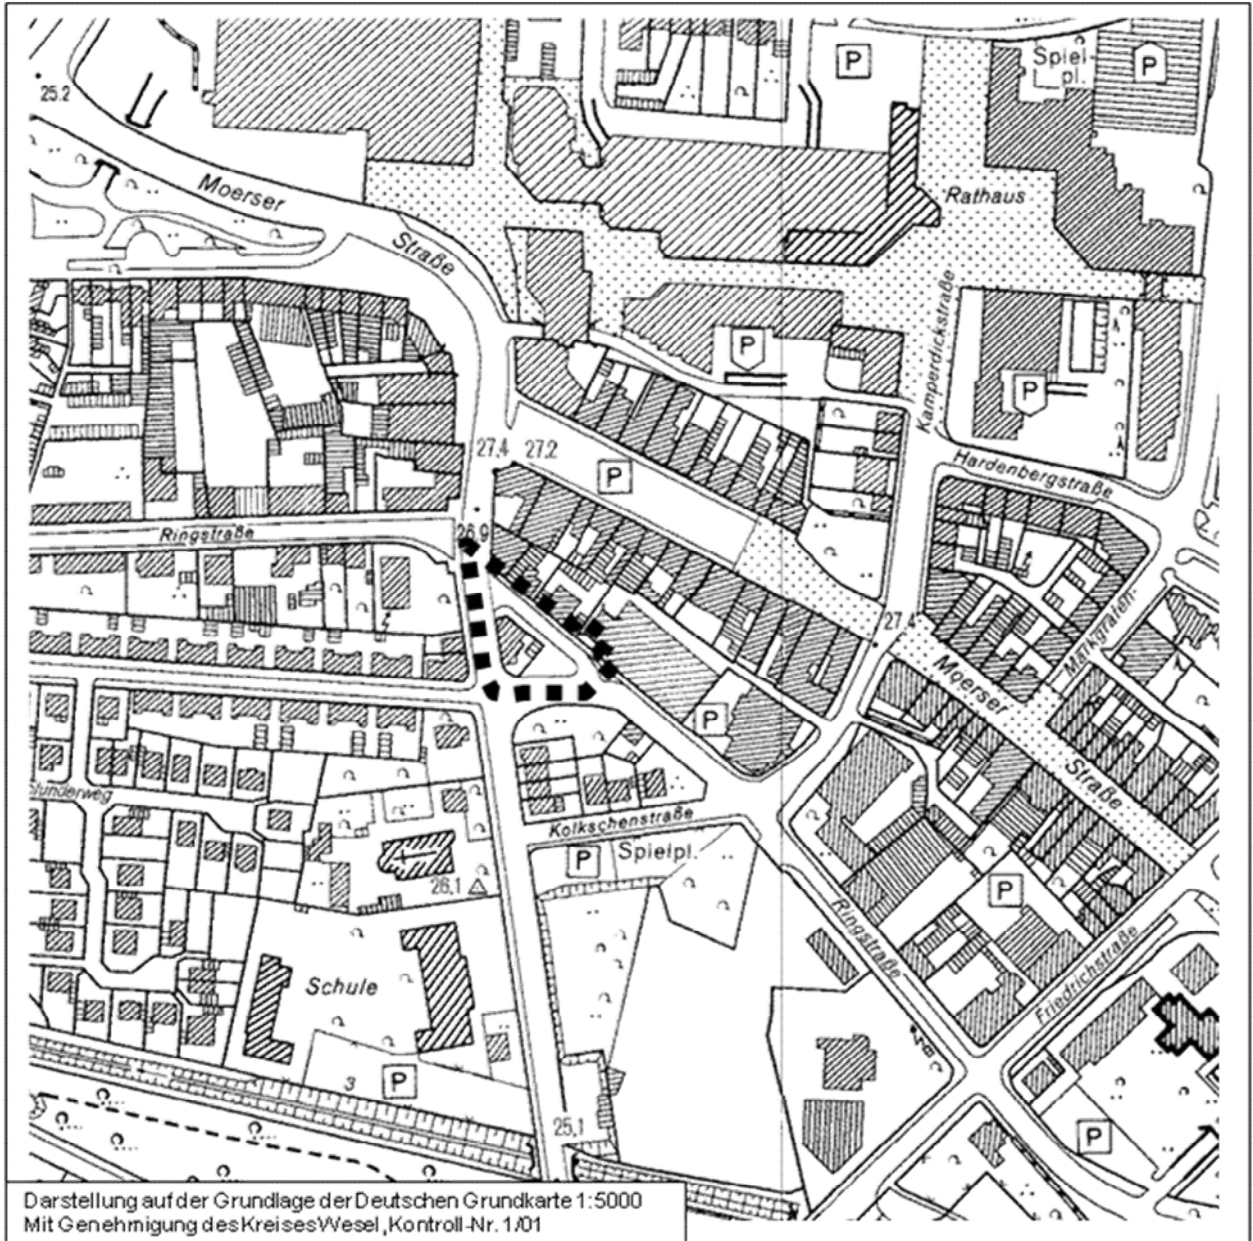 P
Spiel-
pl.
P
25.2
Moerser
Straße
Rathaus
Kamperdickstraße
P
P
27.4
27.2
P
Hardenbergstraße
Ringstraße
26.9
Markgrafen-
27.4
Moerser
Straße
P
Kolkschenstraße
P
Spielpl.
26.1
P
Ringstraße
Friedrichstraße
Schule
3
P
25.1
P
Darstellung auf der Grundlage der Deutschen Grundkarte 1:5000
Mit Genehmigung des Kreises Wesel, Kontroll-Nr. 1/01